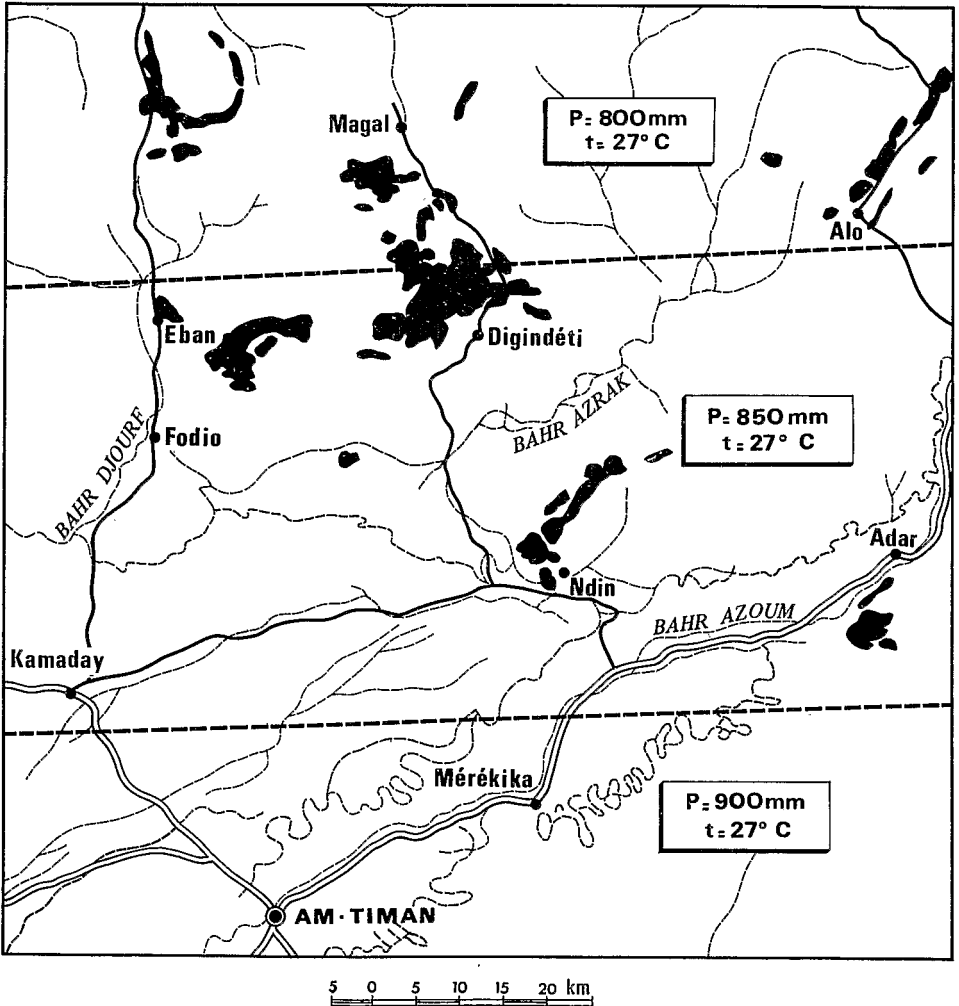 Magal
P= 800mm
t= 27° C
Alo
Eban
Digindéti
BAHR AZRAK
P= 850mm
t= 27° C
Fodio
BAHR DJOURF
Adar
Ndin
BAHR AZOUM
Kamaday
Mérékika
P= 900mm
t= 27° C
AM-TIMAN
5 0 5 10 15 20 km